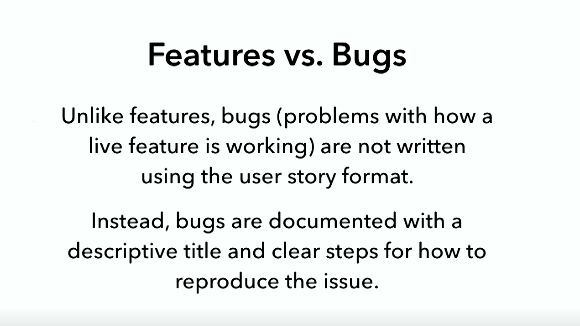 Features vs. Bugs
Unlike features, bugs (problems with how a
live feature is working) are not written
using the user story format.
Instead, bugs are documented with a
descriptive title and clear steps for how to
reproduce the issue.